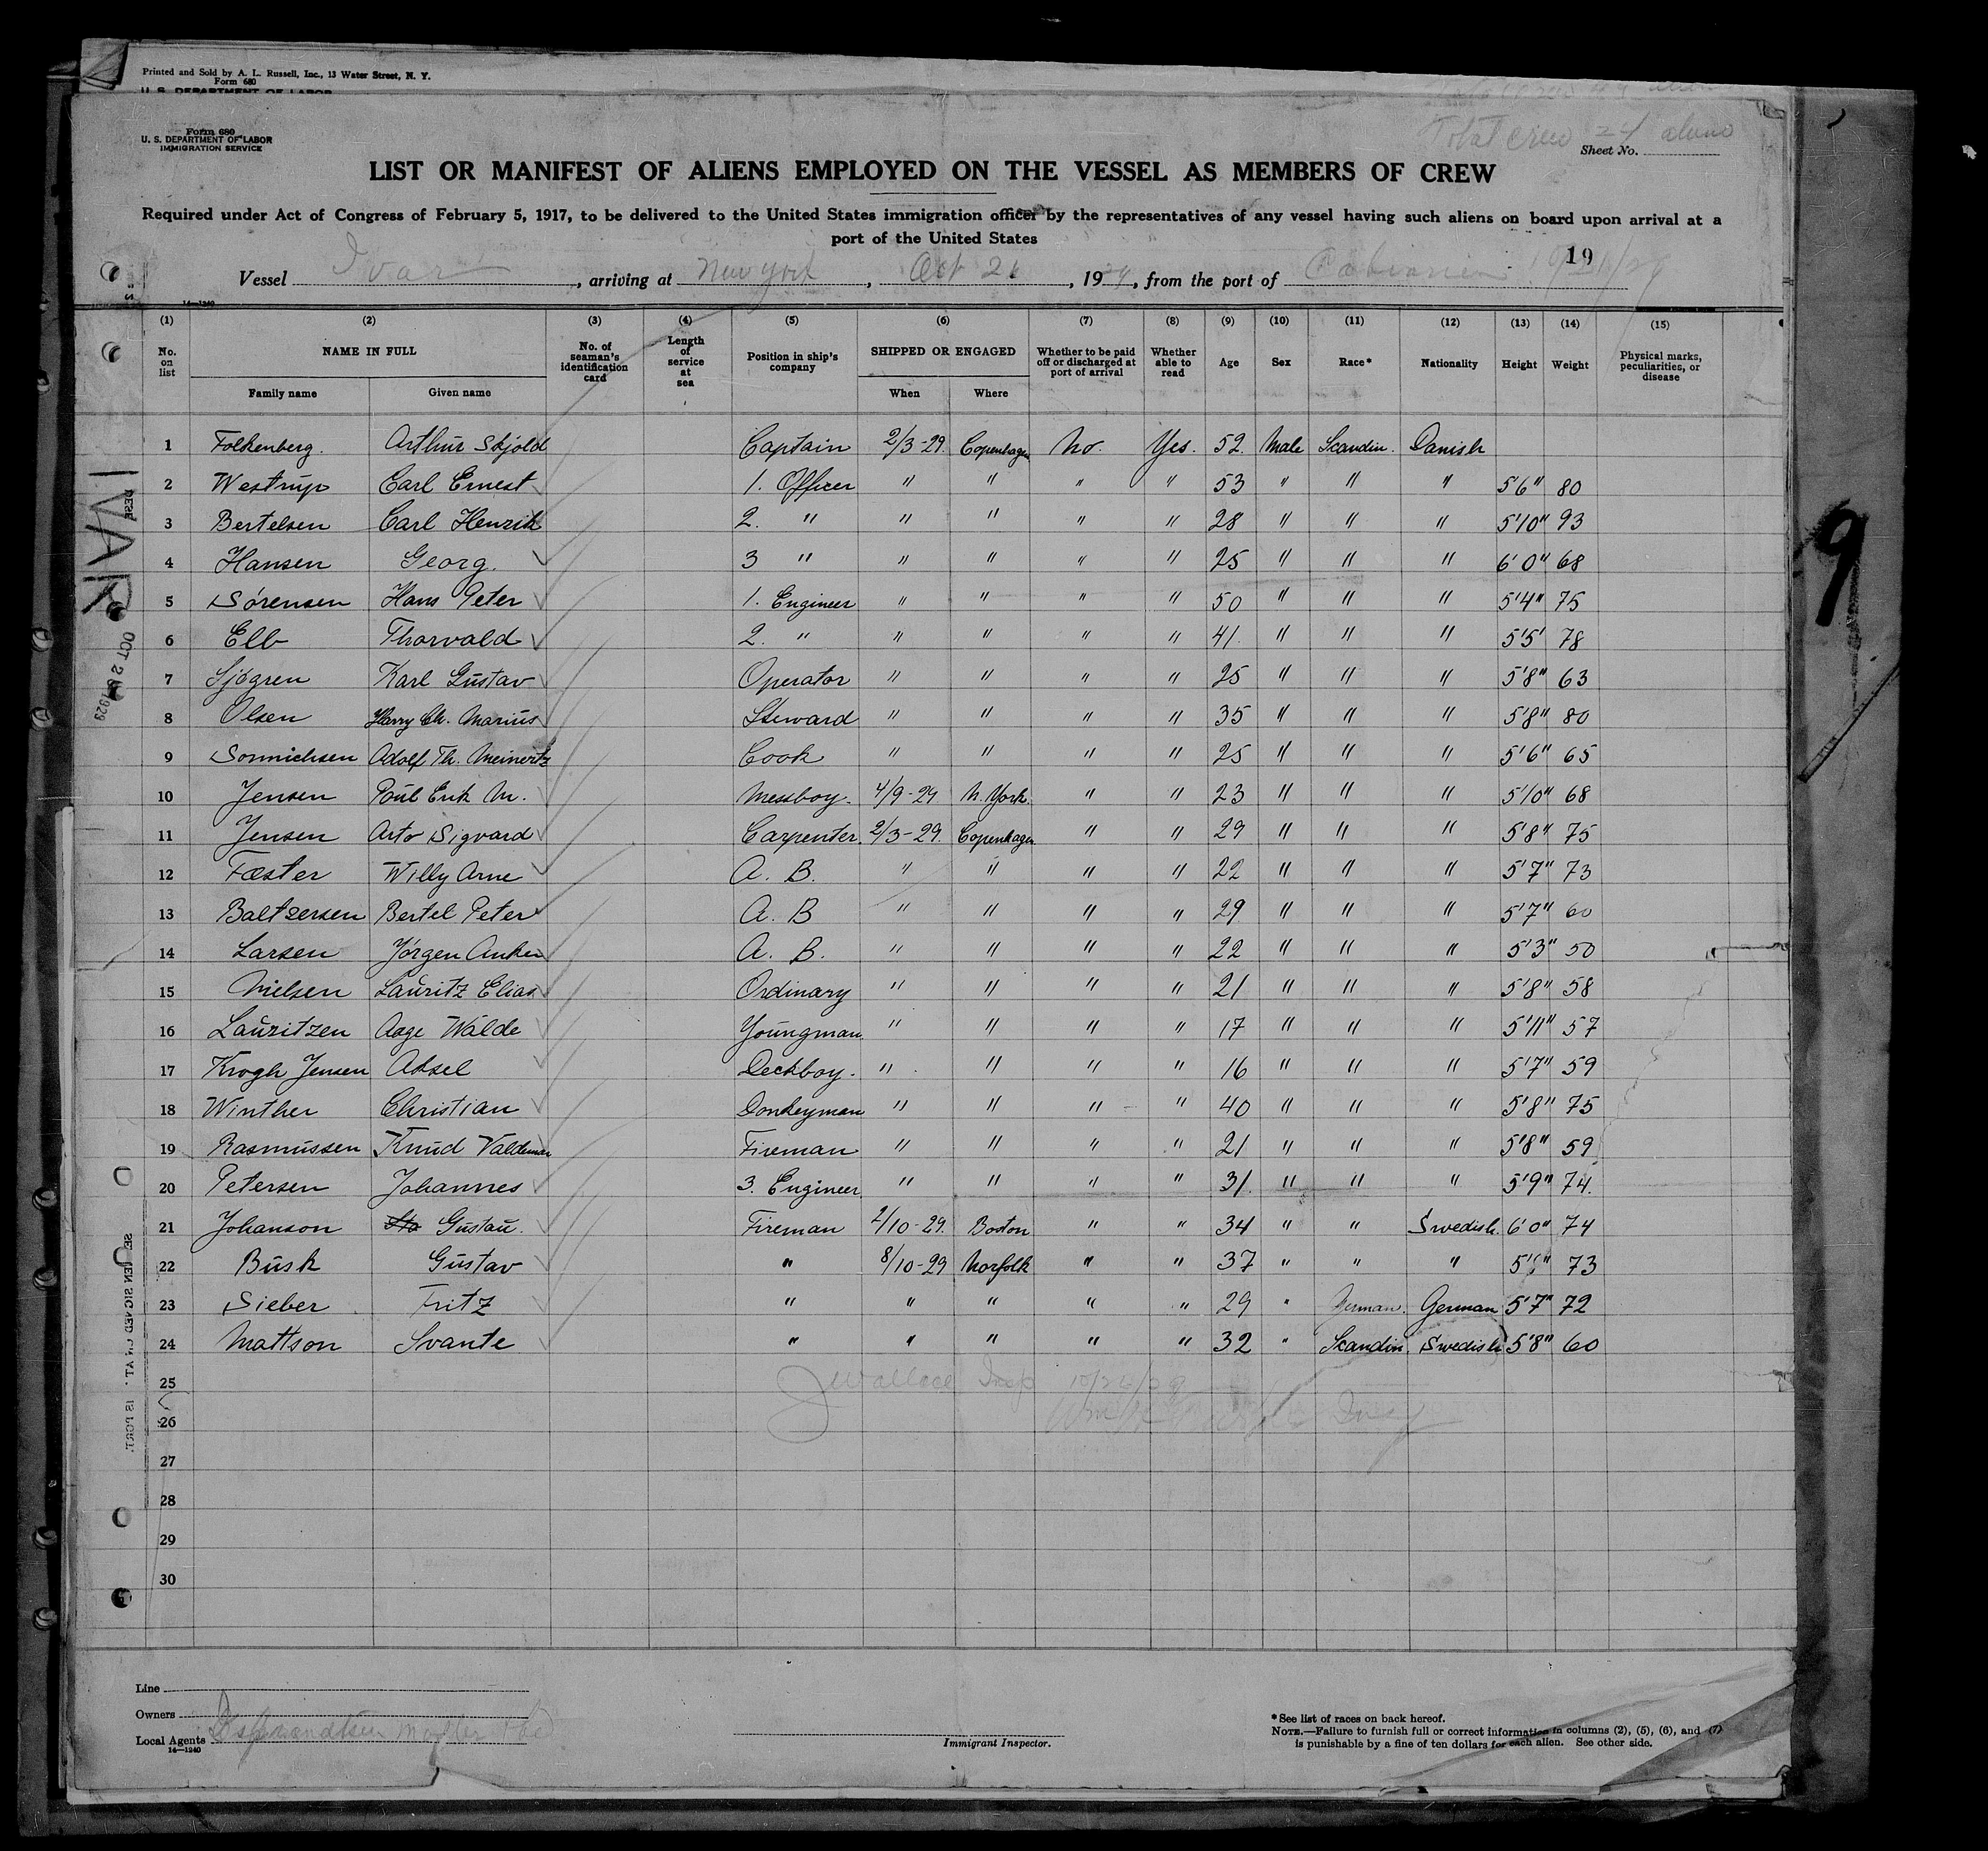 Printed and Sold by A. L. Russell, Inc., 13 Water Street, N. Y.
Form 680
U. S. DEPARTMENT OF LABOR
Form 680
U. S. DEPARTMENT OF LABOR
IMMIGRATION SERVICE
Total crew 24
Sheet No.
LIST OR MANIFEST OF ALIENS EMPLOYED ON THE VESSEL AS MEMBERS OF CREW
Required under Act of Congress of February 5, 1917, to be delivered to the United States immigration officer by the representatives of any vessel having such aliens on board upon arrival at a
port of the United States
19
Vessel Ivar, arriving at New York, Oct 26, 1929, from the port of
14—1240
(1) (2) (3) (4) (5) (6) (7) (8) (9) (10) (11) (12) (13) (14) (15)
No. on list NAME IN FULL No. of seaman's identification card Length of service at sea Position in ship's company SHIPPED OR ENGAGED Whether to be paid off or discharged at port of arrival Whether able to read Age Sex Race* Nationality Height Weight Physical marks, peculiarities, or disease
Family name Given name When Where
1 Folkenberg. Arthur Skjold Captain 2/3-29. Copenhagen No. Yes. 52. Male Scandin. Danish
2 Westrup Carl Ernest 1. Officer " " " " 53 " " " 5'6" 80
3 Bertelsen Carl Henrik 2. " " " " " 28 " " " 5'10" 93
4 Hansen Georg. 3 " " " " " 25 " " " 6'0" 68
5 Sørensen Hans Peter 1. Engineer " " " " 50 " " " 5'4" 75
6 Elb Thorvald 2. " " " " " 41. " " " 5'5' 78
7 Sjögren Karl Gustav Operator " " " " 25 " " " 5'8" 63
8 Olsen Harry Ch. Marius Steward " " " " 35 " " " 5'8" 80
9 Sonnichsen Adolf Th. Meinertz Cook " " " " 25 " " " 5'6" 65
10 Jensen Poul Erik M. Messboy. 4/9-29 N. York. " " 23 " " " 5'10" 68
11 Jensen Arto Sigvard Carpenter. 2/3-29. Copenhagen. " " 29 " " " 5'8" 75
12 Fæster Willy Arne A. B. " " " " 22 " " " 5'7" 73
13 Baltzersen Bertel Peter A. B " " " " 29 " " " 5'7" 60
14 Larsen Jørgen Anker A. B. " " " " 22 " " " 5'3" 50
15 Nielsen Lauritz Elias Ordinary " " " " 21 " " " 5'8" 58
16 Lauritzen Aage Walde Youngman. " " " " 17 " " " 5'11" 57
17 Krogh Jensen Aksel Deckboy. " " " " 16 " " " 5'7" 59
18 Winther Christian Donkeyman " " " " 40 " " " 5'8" 75
19 Rasmussen Knud Valdemar Fireman " " " " 21 " " " 5'8" 59
20 Petersen Johannes 3. Engineer. " " " " 31. " " " 5'9" 74.
21 Johanson Gustav. Fireman 2/10-29. Boston " " 34 " " Swedish. 6'0" 74
22 Busk Gustav " 8/10-29 Norfolk " " 37 " " " 73
23 Sieber Fritz " " " " " 29 " German. German 5'7" 72
24 Mattson Svante " " " " " 32 " Scandin. Swedish 5'8" 60
25 Wallace Insp 10/26/29
26
27
28
29
30
IVAR
OCT 26 1929
9
Line
Owners
Local Agents
14—1240
Immigrant Inspector.
*See list of races on back hereof.
NOTE.—Failure to furnish full or correct information in columns (2), (5), (6), and (7)
is punishable by a fine of ten dollars for each alien. See other side.